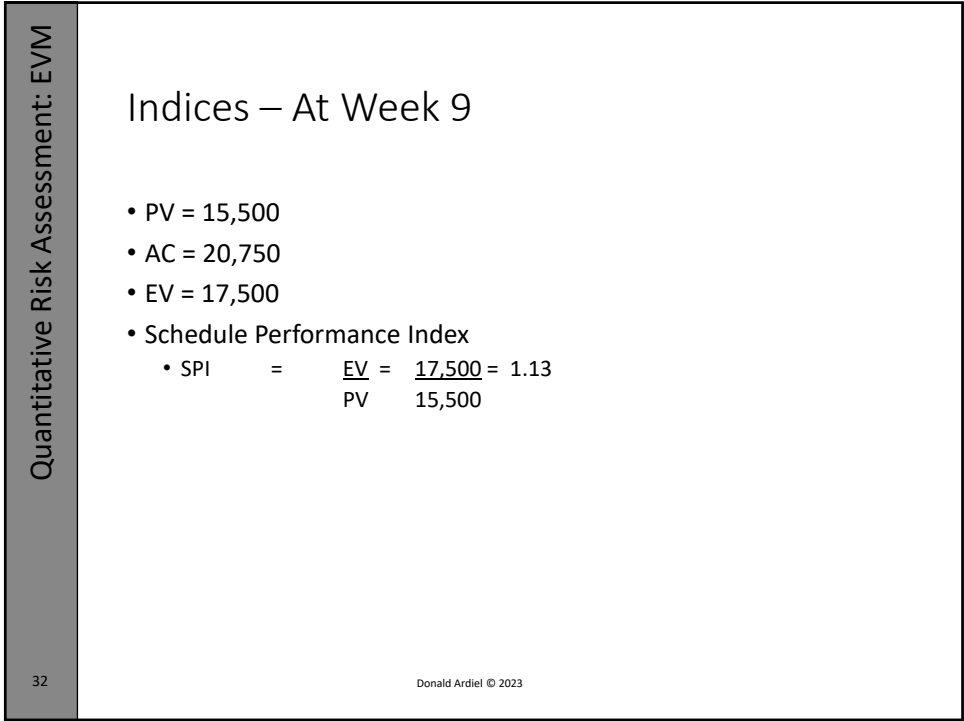 Quantitative Risk Assessment: EVM
Indices – At Week 9
• PV = 15,500
• AC = 20,750
• EV = 17,500
• Schedule Performance Index
• SPI = EV = 17,500 = 1.13
PV 15,500
32
Donald Ardiel © 2023